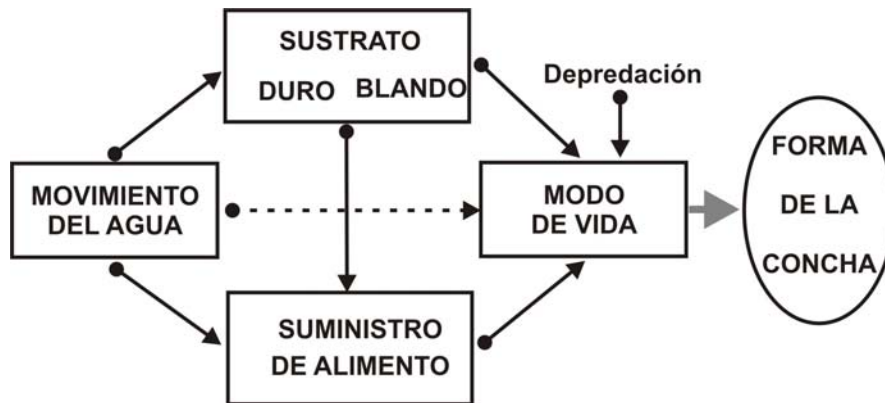 SUSTRATO
DURO BLANDO
Depredación
MOVIMIENTO
DEL AGUA
MODO
DE VIDA
FORMA
DE LA
CONCHA
SUMINISTRO
DE ALIMENTO